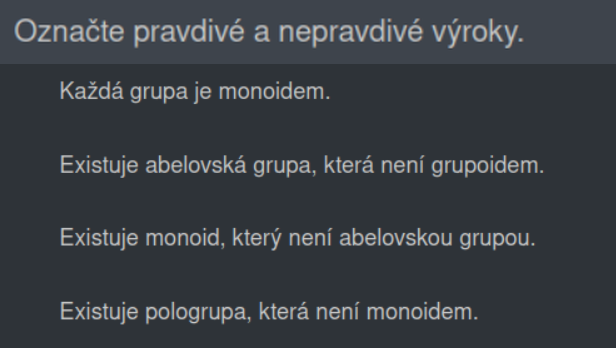 Označte pravdivé a nepravdivé výroky.
Každá grupa je monoidem.
Existuje abelovská grupa, která není grupoidem.
Existuje monoid, který není abelovskou grupou.
Existuje pologrupa, která není monoidem.